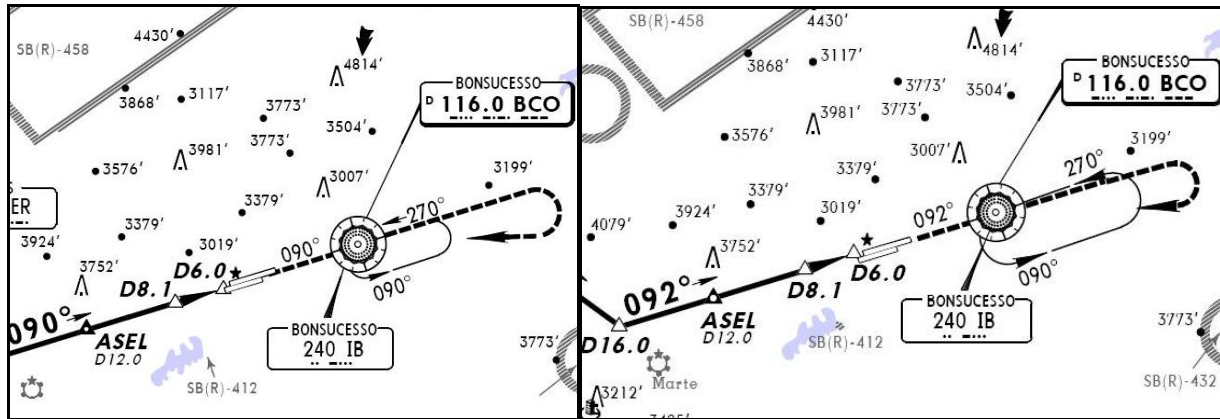 SB(R)-458
4430'
4814'
BONSUCESSO
D 116.0 BCO
3868'
3117'
3773'
3773'
3504'
3981'
3576'
3199'
3007'
ER
3379'
3379'
270°
3924'
3019'
090°
3752'
D6.0
D8.1
090°
090°
ASEL
D12.0
BONSUCESSO
240 IB
3773'
SB(R)-412
SB(R)-458
4430'
4814'
BONSUCESSO
D 116.0 BCO
3868'
3117'
3773'
3773'
3504'
3981'
3576'
3199'
3007'
3379'
3379'
270°
4079'
3924'
3019'
092°
3752'
D6.0
D8.1
090°
092°
ASEL
D12.0
D16.0
BONSUCESSO
240 IB
3773'
SB(R)-412
Marte
SB(R)-432
3212'